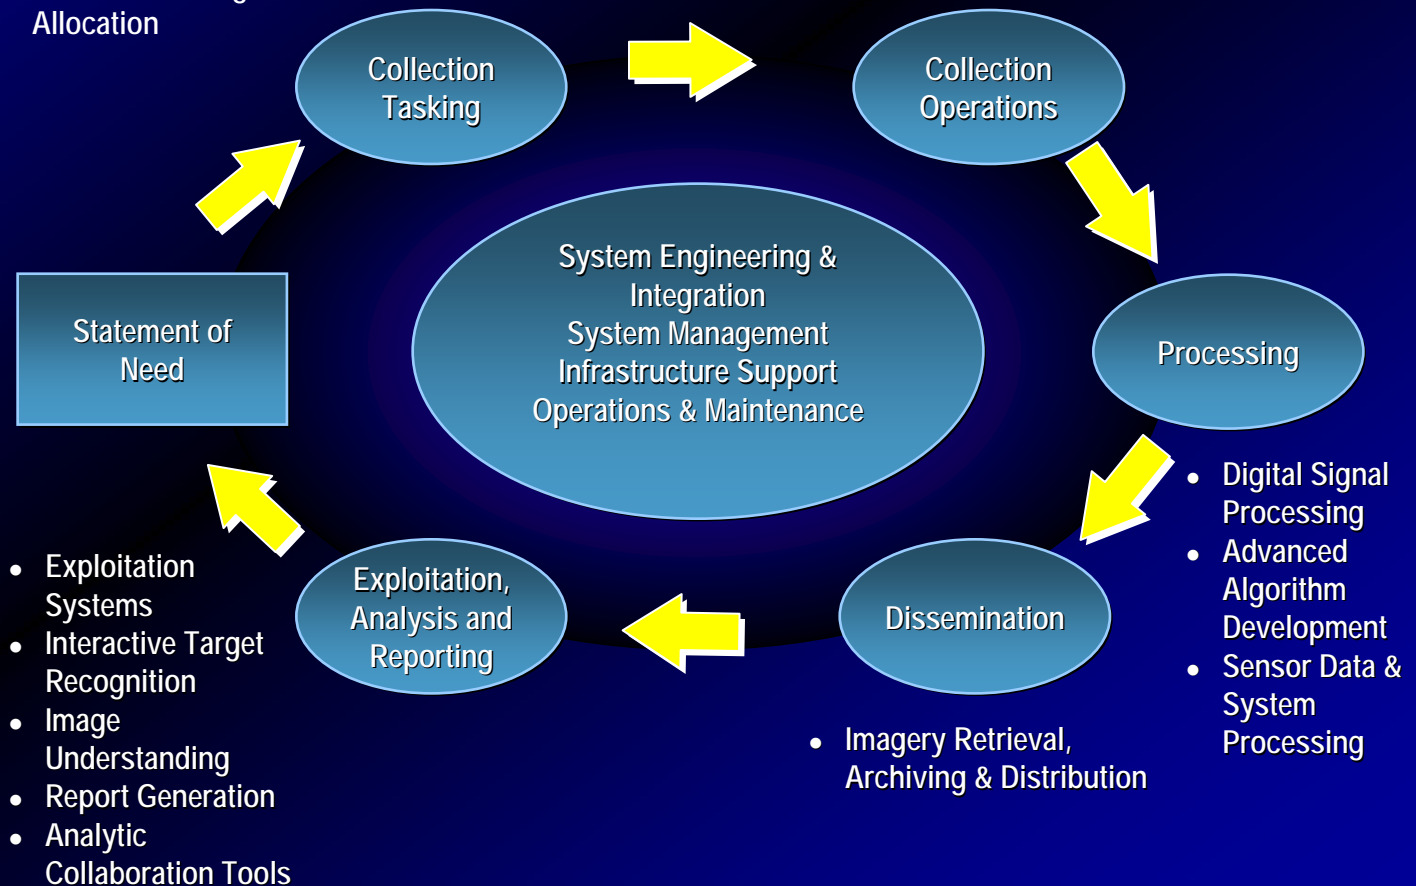 Allocation
Collection
Tasking
Collection
Operations
System Engineering &
Integration
System Management
Infrastructure Support
Operations & Maintenance
Statement of
Need
Processing
• Digital Signal
Processing
• Advanced
Algorithm
Development
• Sensor Data &
System
Processing
Exploitation,
Analysis and
Reporting
Dissemination
• Imagery Retrieval,
Archiving & Distribution
• Exploitation
Systems
• Interactive Target
Recognition
• Image
Understanding
• Report Generation
• Analytic
Collaboration Tools